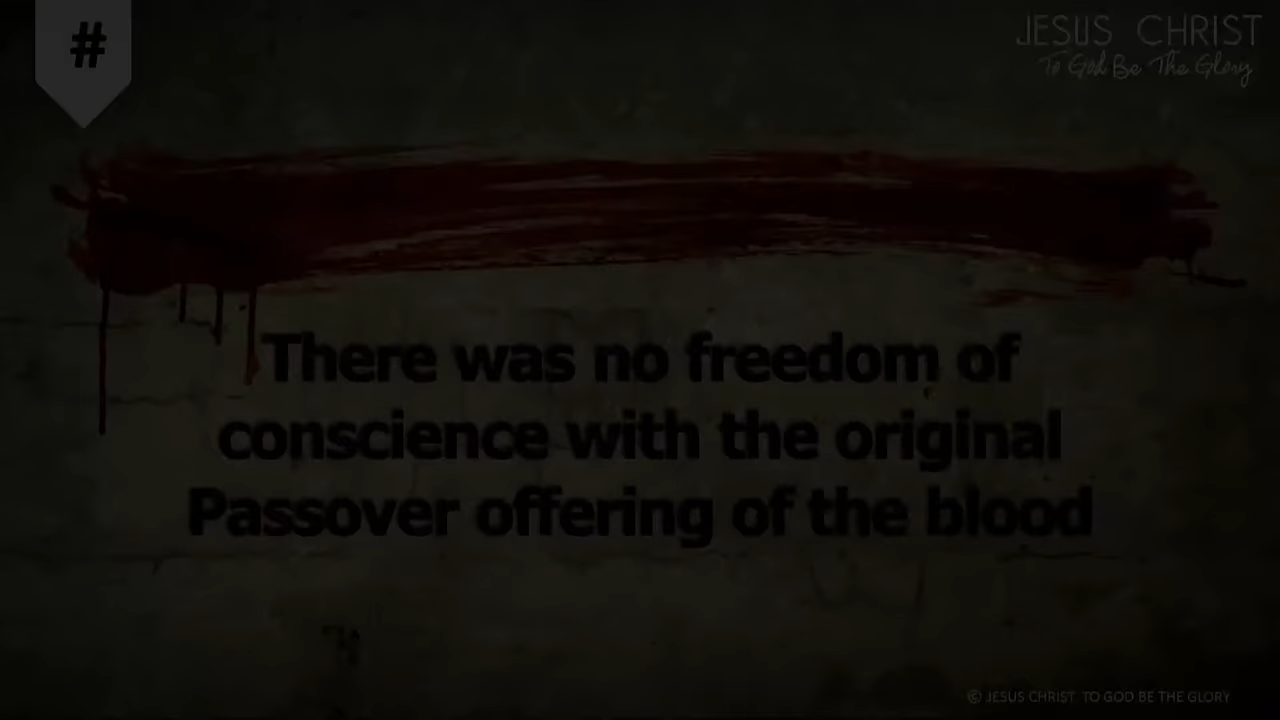 #
JESUS CHRIST
To God Be The Glory
There was no freedom of
conscience with the original
Passover offering of the blood
© JESUS CHRIST TO GOD BE THE GLORY